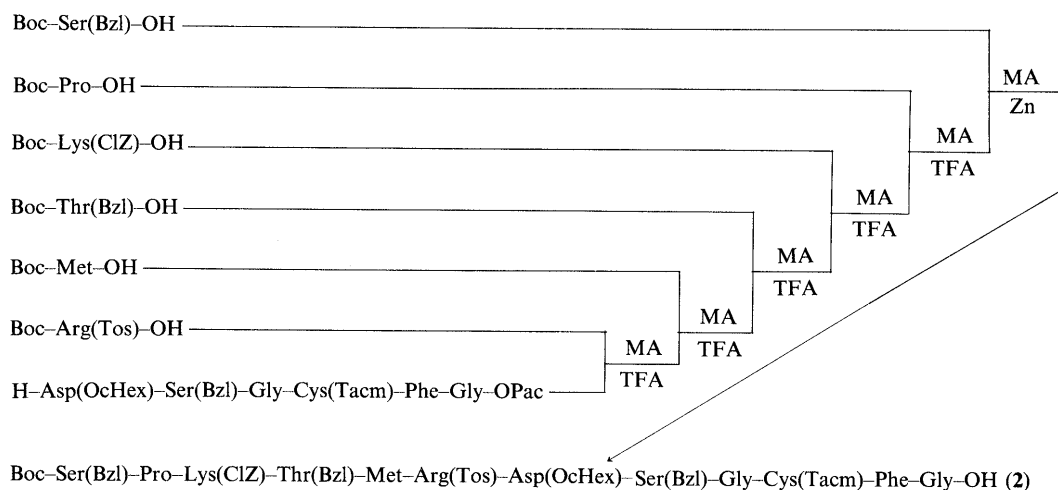 Boc–Ser(Bzl)–OH
MA
Zn
Boc–Pro–OH
MA
TFA
Boc–Lys(ClZ)–OH
MA
TFA
Boc–Thr(Bzl)–OH
MA
TFA
Boc–Met–OH
MA
TFA
Boc–Arg(Tos)–OH
MA
TFA
H–Asp(OcHex)–Ser(Bzl)–Gly–Cys(Tacm)–Phe–Gly–OPac
Boc–Ser(Bzl)–Pro–Lys(ClZ)–Thr(Bzl)–Met–Arg(Tos)–Asp(OcHex)–Ser(Bzl)–Gly–Cys(Tacm)–Phe–Gly–OH (2)